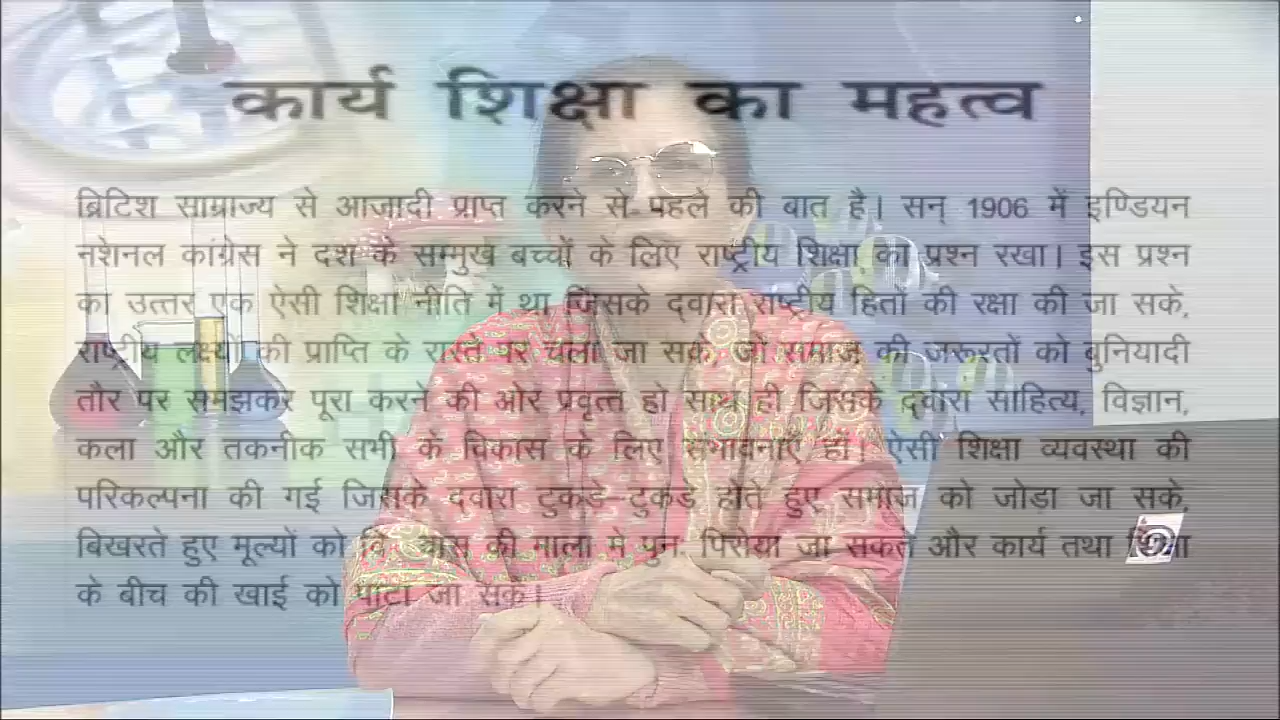 कार्य शिक्षा का महत्व
ब्रिटिश साम्राज्य से आजादी प्राप्त करने से पहले की बात है। सन् 1906 में इण्डियन
नशेनल कांग्रेस ने देश के सम्मुख बच्चों के लिए राष्ट्रीय शिक्षा का प्रश्न रखा। इस प्रश्न
का उत्तर एक ऐसी शिक्षा नीति में था जिसके दवारा राष्ट्रीय हितों की रक्षा की जा सके,
राष्ट्रीय लक्ष्यों की प्राप्ति के रास्ते पर चला जा सके, जो समाज की जरूरतों को बुनियादी
तौर पर समझकर पूरा करने की ओर प्रवृत्त हो साथ ही जिसके दवारा साहित्य, विज्ञान,
कला और तकनीक सभी के विकास के लिए संभावनाएँ हों। ऐसी शिक्षा व्यवस्था की
परिकल्पना की गई जिसके दवारा टुकडे–टुकडे होते हुए समाज को जोड़ा जा सके,
बिखरते हुए मूल्यों को की माला में पुन: पिरोया जा सके और कार्य तथा
के बीच की खाई को पाटा जा सके।